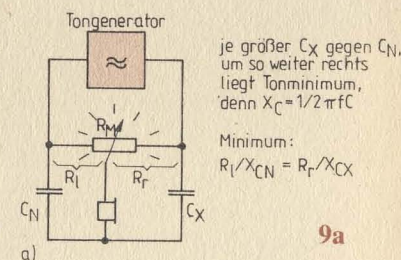 Tongenerator
≈
je größer CX gegen CN,
um so weiter rechts
liegt Tonminimum,
denn XC=1/2πfC
RM
Minimum:
Rl/XCN = Rr/XCX
Rl
Rr
CN
CX
9a
a)